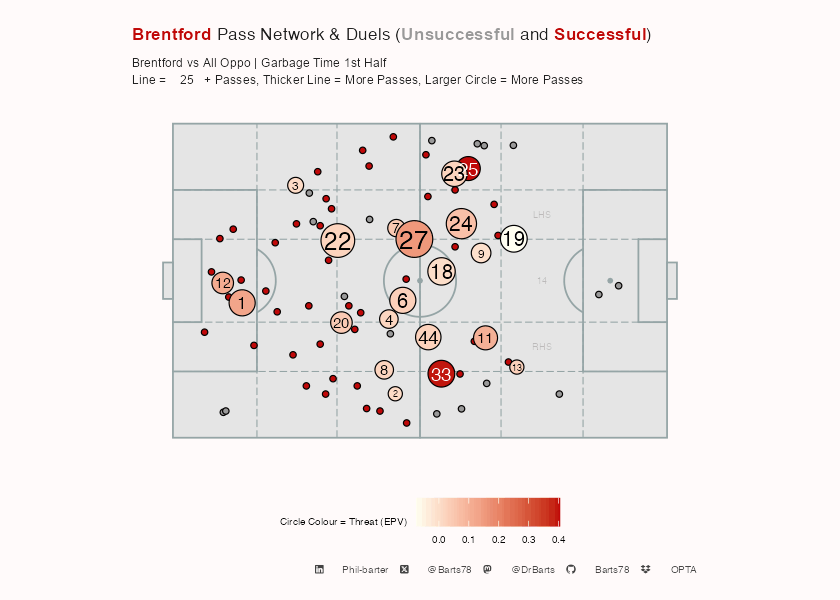 Brentford Pass Network & Duels (Unsuccessful and Successful)
Brentford vs All Oppo | Garbage Time 1st Half
Line = 25 + Passes, Thicker Line = More Passes, Larger Circle = More Passes
23 25
3
LHS
24
7
22 27 19
9
18
12
14
1 6
4
20
44 11
RHS
8 33 13
2
Circle Colour = Threat (EPV)
0.0 0.1 0.2 0.3 0.4
Phil-barter @Barts78 @DrBarts Barts78 OPTA